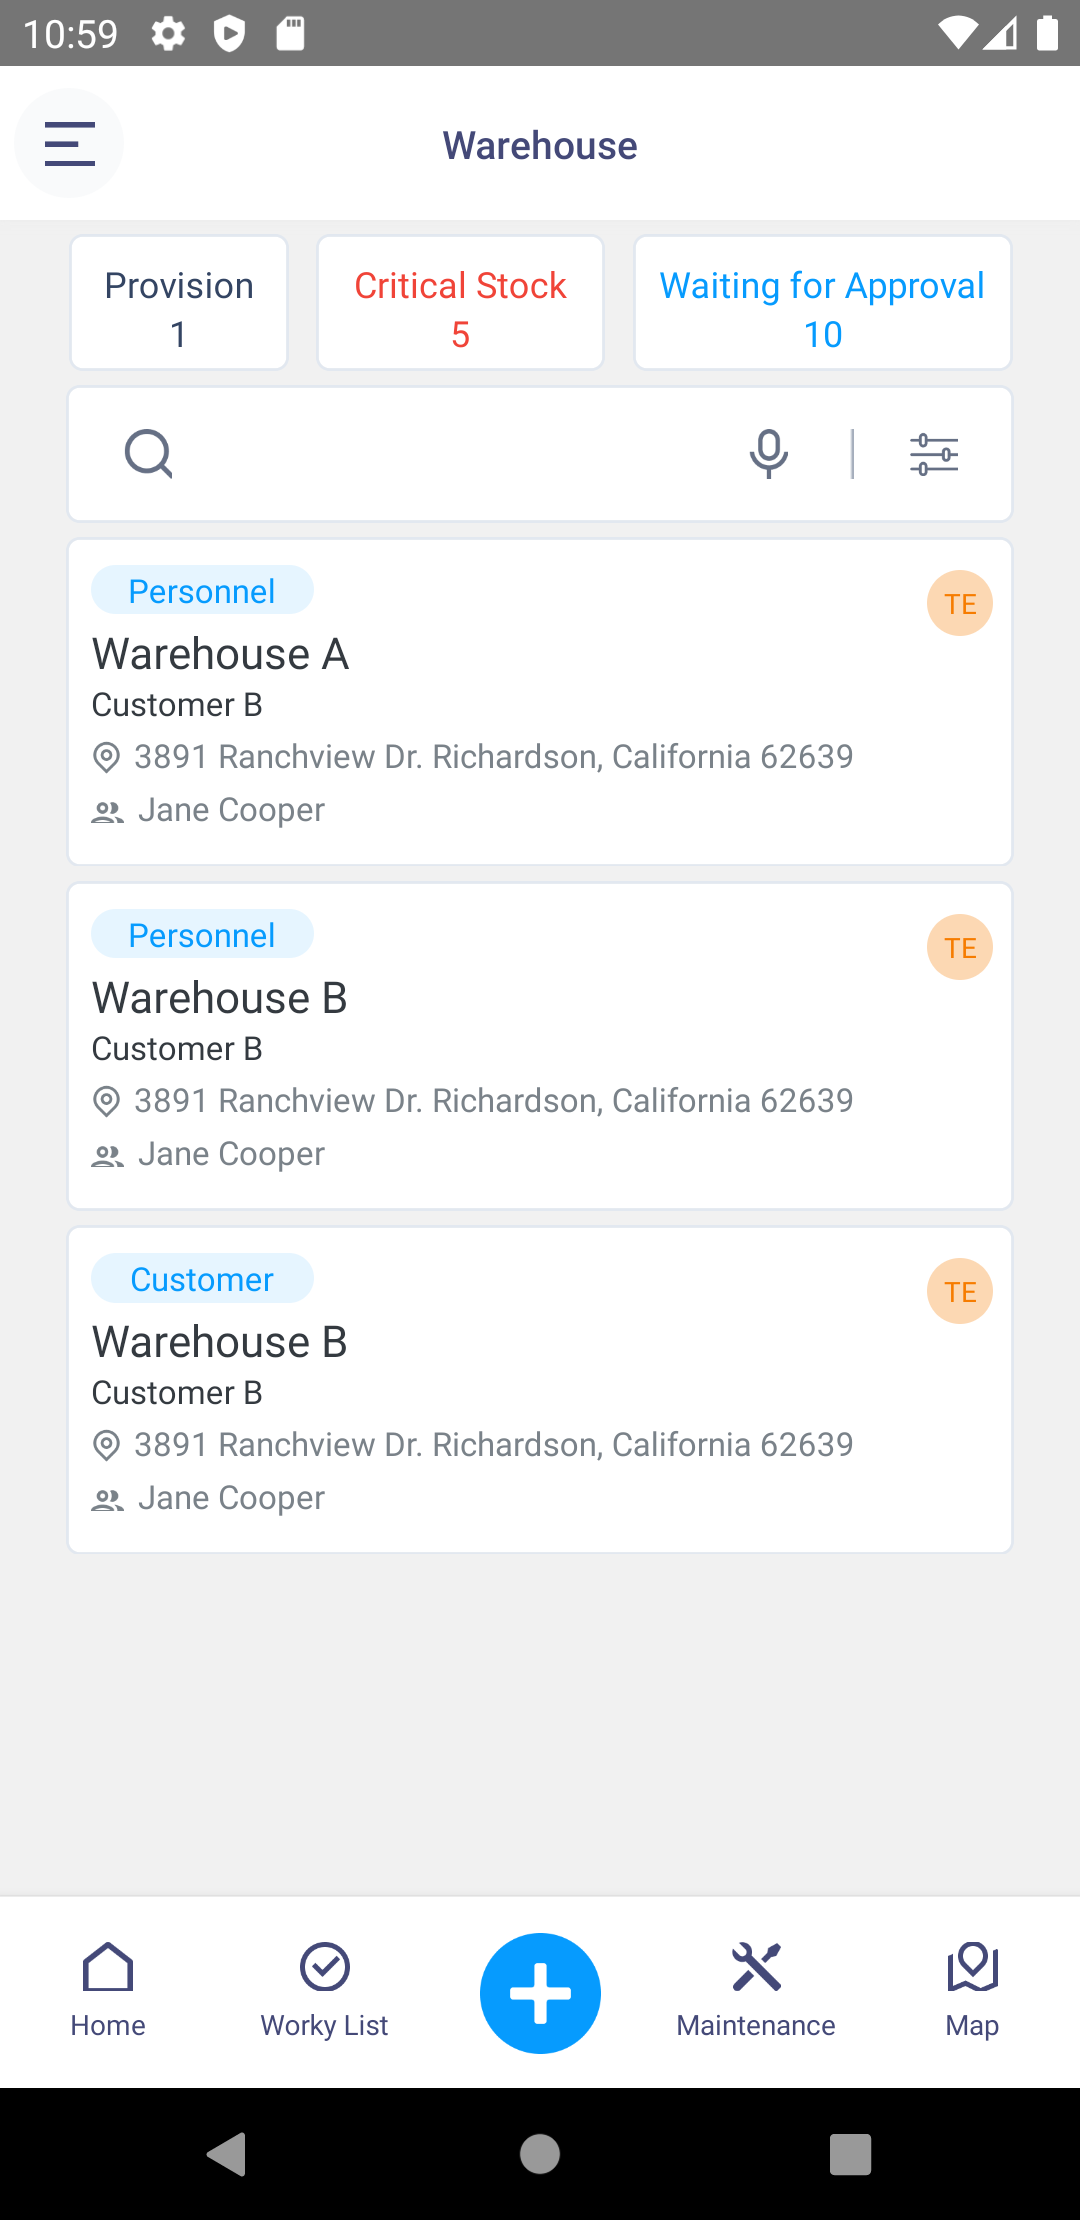 10:59
Warehouse
Provision
1
Critical Stock
5
Waiting for Approval
10
Personnel
TE
Warehouse A
Customer B
3891 Ranchview Dr. Richardson, California 62639
Jane Cooper
Personnel
TE
Warehouse B
Customer B
3891 Ranchview Dr. Richardson, California 62639
Jane Cooper
Customer
TE
Warehouse B
Customer B
3891 Ranchview Dr. Richardson, California 62639
Jane Cooper
Home
Worky List
Maintenance
Map